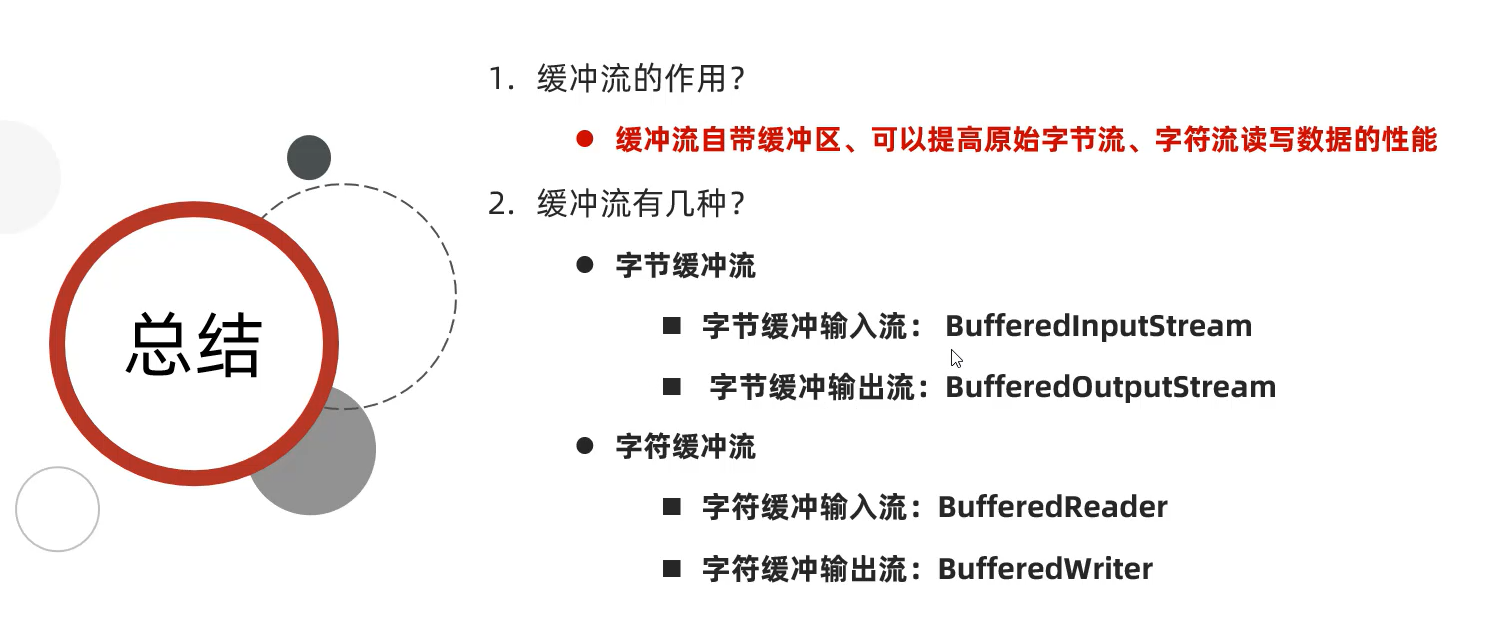 总结
1. 缓冲流的作用?
● 缓冲流自带缓冲区、可以提高原始字节流、字符流读写数据的性能
2. 缓冲流有几种?
● 字节缓冲流
■ 字节缓冲输入流： BufferedInputStream
■ 字节缓冲输出流：BufferedOutputStream
● 字符缓冲流
■ 字符缓冲输入流：BufferedReader
■ 字符缓冲输出流：BufferedWriter